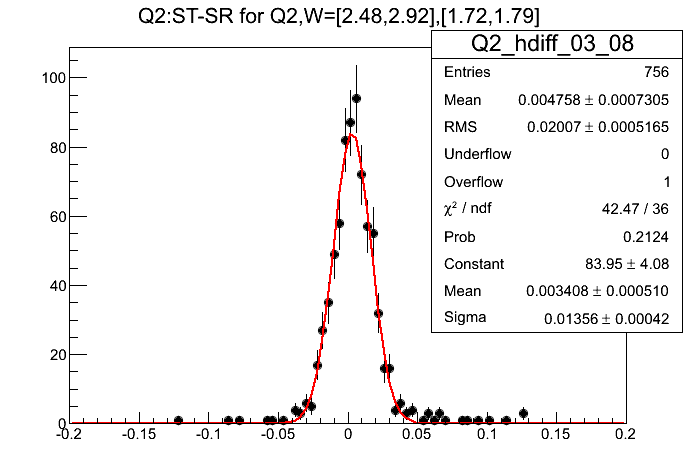 Q2:ST-SR for Q2,W=[2.48,2.92],[1.72,1.79]
Q2_hdiff_03_08
Entries 756
Mean 0.004758 ± 0.0007305
RMS 0.02007 ± 0.0005165
Underflow 0
Overflow 1
χ² / ndf 42.47 / 36
Prob 0.2124
Constant 83.95 ± 4.08
Mean 0.003408 ± 0.000510
Sigma 0.01356 ± 0.00042
100
80
60
40
20
0
-0.2 -0.15 -0.1 -0.05 0 0.05 0.1 0.15 0.2